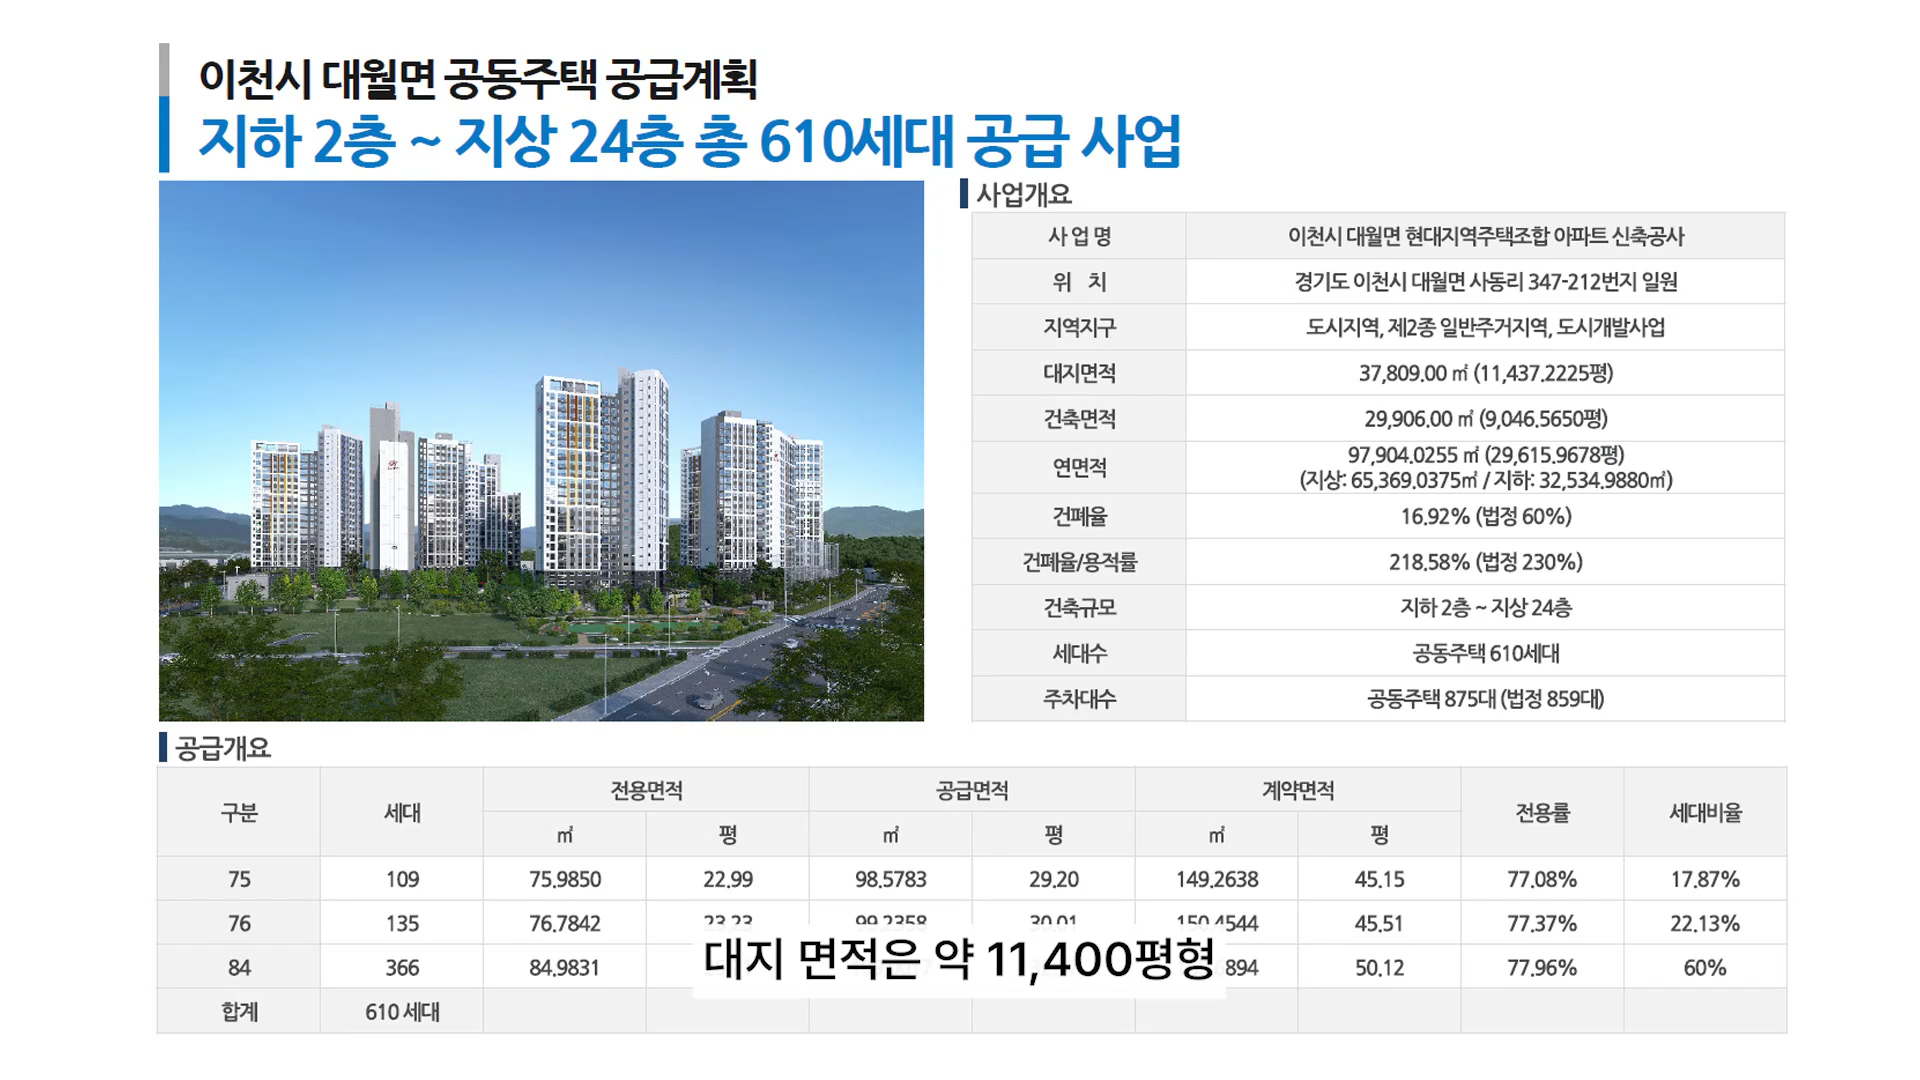 이천시 대월면 공동주택 공급계획
지하 2층 ~ 지상 24층 총 610세대 공급 사업
사업개요
사 업 명 이천시 대월면 현대지역주택조합 아파트 신축공사
위 치 경기도 이천시 대월면 사동리 347-212번지 일원
지역지구 도시지역, 제2종 일반주거지역, 도시개발사업
대지면적 37,809.00 ㎡ (11,437.2225평)
건축면적 29,906.00 ㎡ (9,046.5650평)
연면적 97,904.0255 ㎡ (29,615.9678평)
(지상: 65,369.0375㎡ / 지하: 32,534.9880㎡)
건폐율 16.92% (법정 60%)
건폐율/용적률 218.58% (법정 230%)
건축규모 지하 2층 ~ 지상 24층
세대수 공동주택 610세대
주차대수 공동주택 875대 (법정 859대)
공급개요
구분 세대 전용면적 공급면적 계약면적 전용률 세대비율
㎡ 평 ㎡ 평 ㎡ 평
75 109 75.9850 22.99 98.5783 29.20 149.2638 45.15 77.08% 17.87%
76 135 76.7842 23.23 99.2358 30.01 150.4544 45.51 77.37% 22.13%
84 366 84.9831 894 50.12 77.96% 60%
합계 610 세대
대지 면적은 약 11,400평형